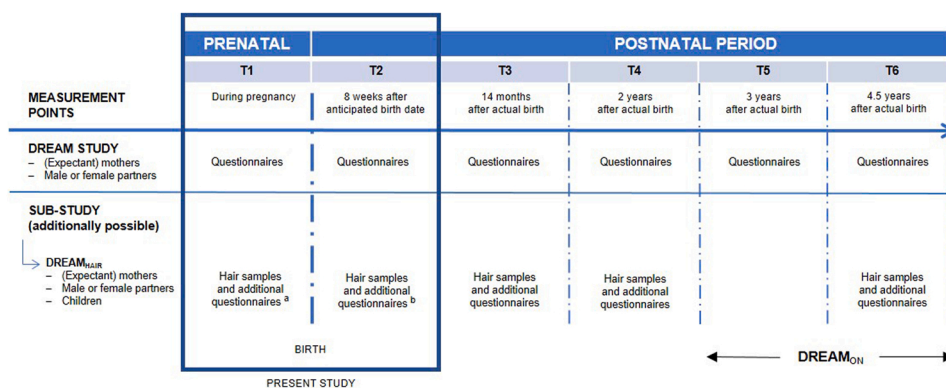 PRENATAL POSTNATAL PERIOD
T1 T2 T3 T4 T5 T6
MEASUREMENT
POINTS
During pregnancy
8 weeks after
anticipated birth date
14 months
after actual birth
2 years
after actual birth
3 years
after actual birth
4.5 years
after actual birth
DREAM STUDY
– (Expectant) mothers
– Male or female partners
Questionnaires Questionnaires Questionnaires Questionnaires Questionnaires Questionnaires
SUB-STUDY
(additionally possible)
DREAMHAIR
– (Expectant) mothers
– Male or female partners
– Children
Hair samples
and additional
questionnaires a
Hair samples
and additional
questionnaires b
Hair samples
and additional
questionnaires
Hair samples
and additional
questionnaires
Hair samples
and additional
questionnaires
BIRTH
DREAMON
PRESENT STUDY